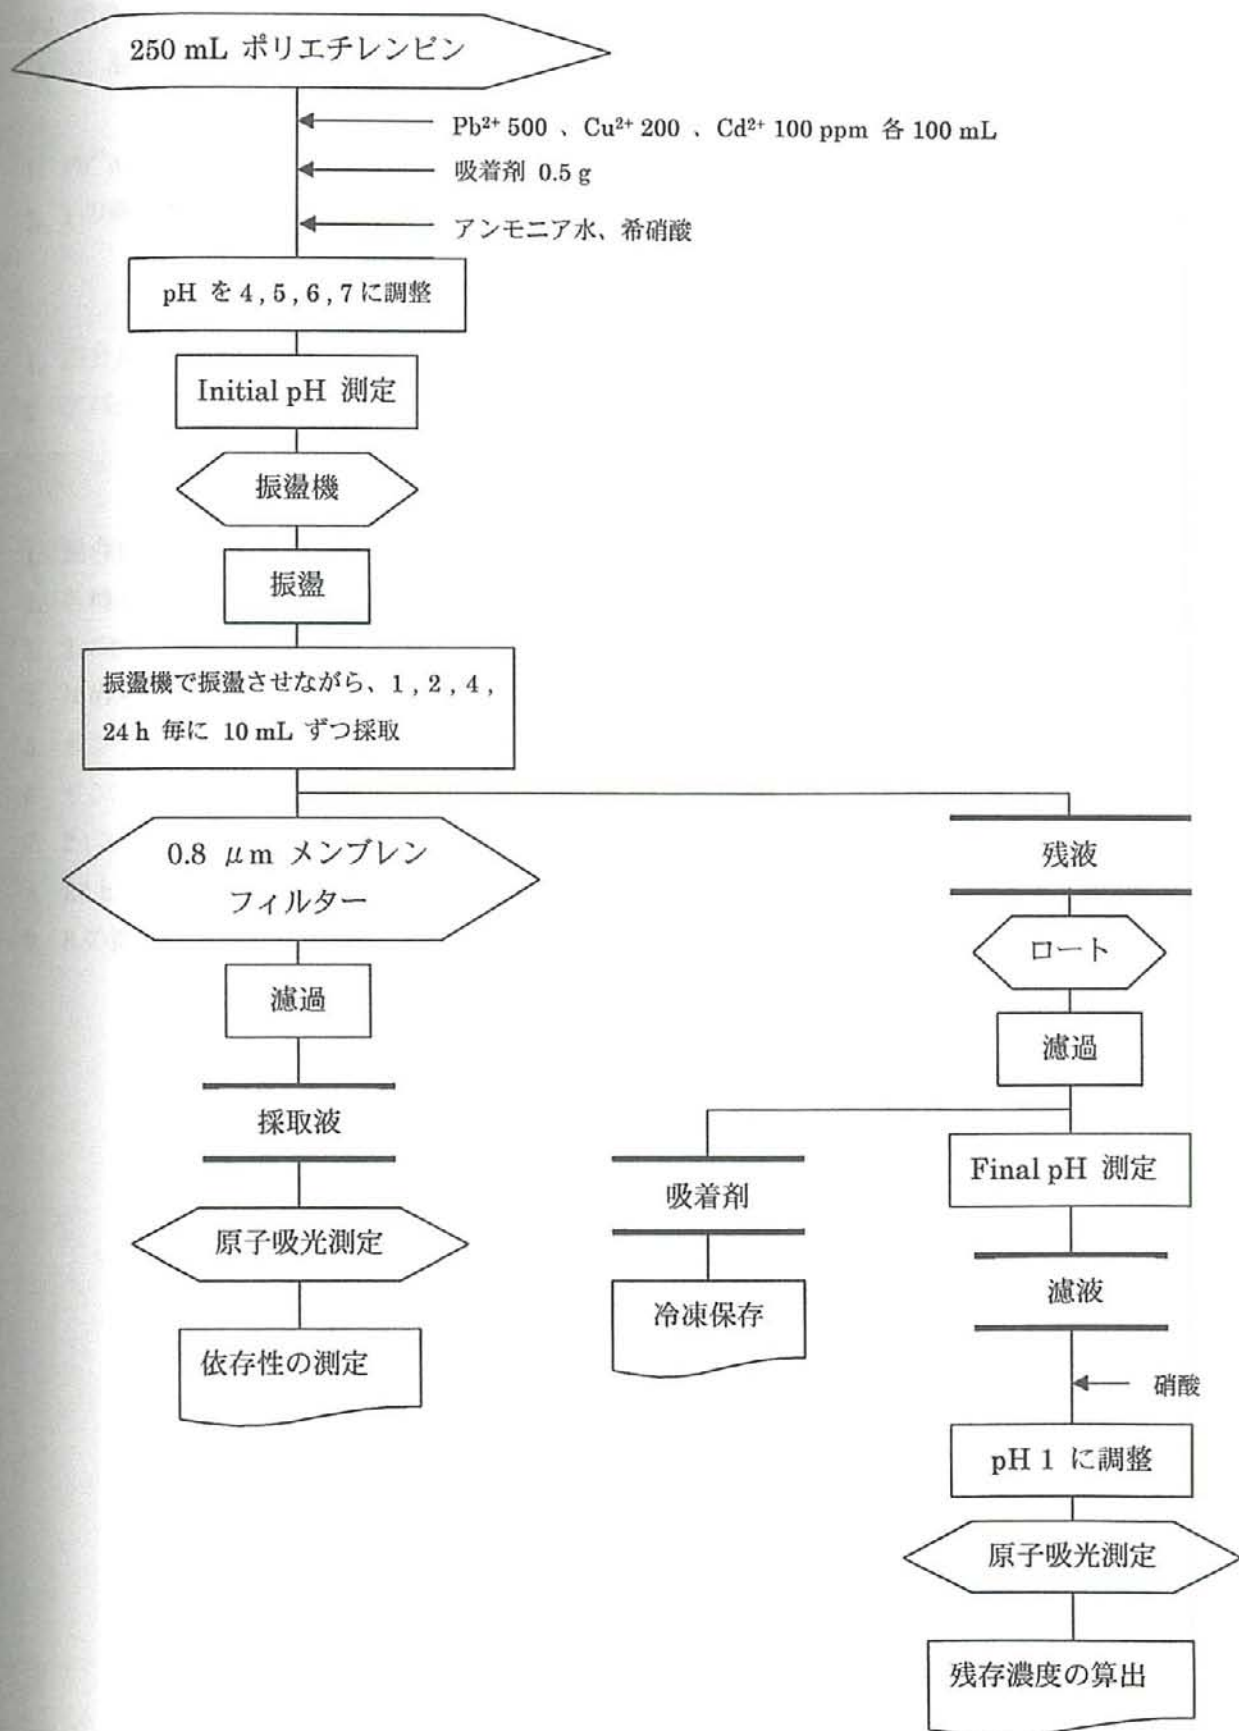 250 mL ポリエチレンビン
Pb²⁺ 500 、Cu²⁺ 200 、Cd²⁺ 100 ppm 各 100 mL
吸着剤 0.5 g
アンモニア水、希硝酸
pH を 4 , 5 , 6 , 7 に調整
Initial pH 測定
振盪機
振盪
振盪機で振盪させながら、1 , 2 , 4 ,
24 h 毎に 10 mL ずつ採取
0.8 μm メンブレン
フィルター
濾過
採取液
原子吸光測定
依存性の測定
残液
ロート
濾過
吸着剤
冷凍保存
Final pH 測定
濾液
硝酸
pH 1 に調整
原子吸光測定
残存濃度の算出